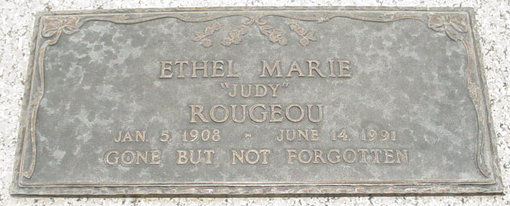 ETHEL MARIE
"JUDY"
ROUGEOU
JAN. 5 1908 - JUNE 14 1991
GONE BUT NOT FORGOTTEN